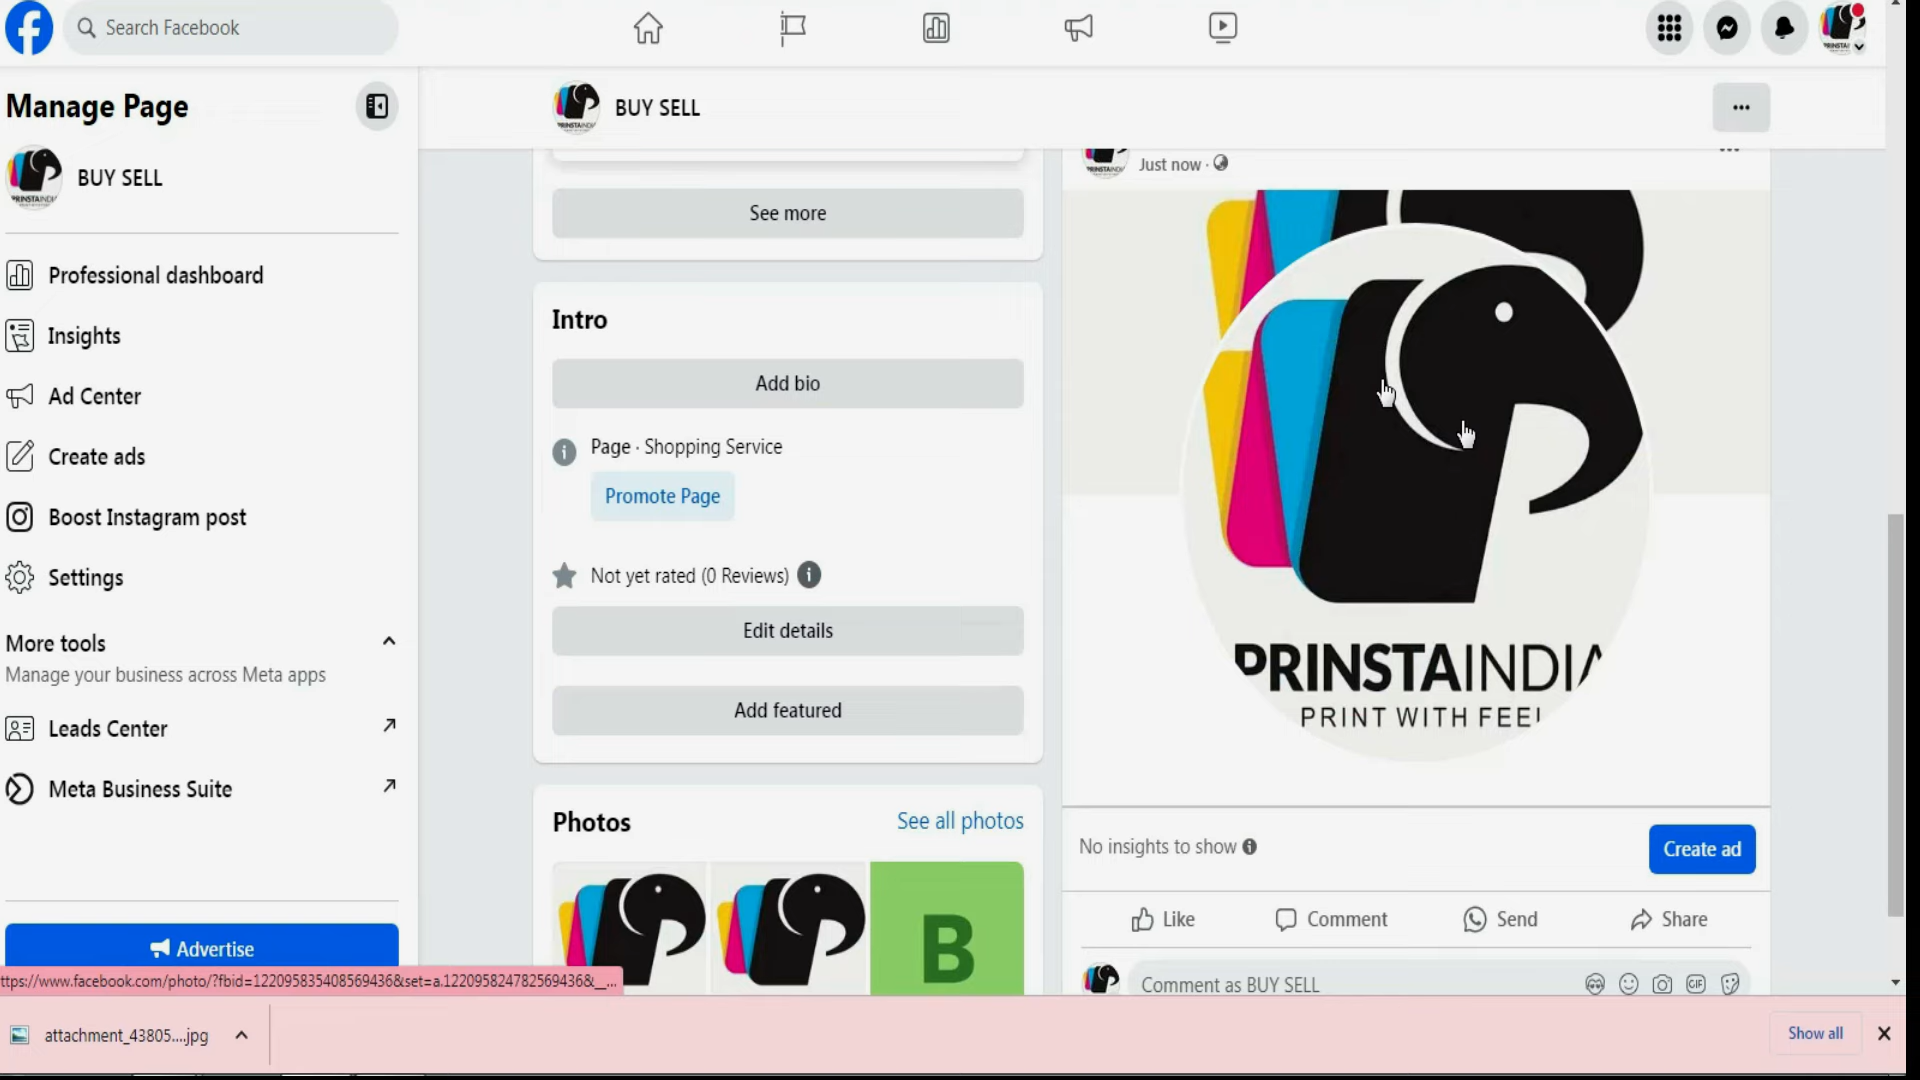 Search Facebook
Manage Page
BUY SELL
Professional dashboard
Insights
Ad Center
Create ads
Boost Instagram post
Settings
More tools
Manage your business across Meta apps
Leads Center
Meta Business Suite
Advertise
BUY SELL
See more
Intro
Add bio
Page · Shopping Service
Promote Page
Not yet rated (0 Reviews)
Edit details
Add featured
Photos
See all photos
B
Just now ·
PRINSTAINDIA
PRINT WITH FEEL
No insights to show
Create ad
Like
Comment
Send
Share
Comment as BUY SELL
GIF
ttps://www.facebook.com/photo/?fbid=122095835408569436&set=a.122095824782569436&__...
attachment_43805....jpg
Show all